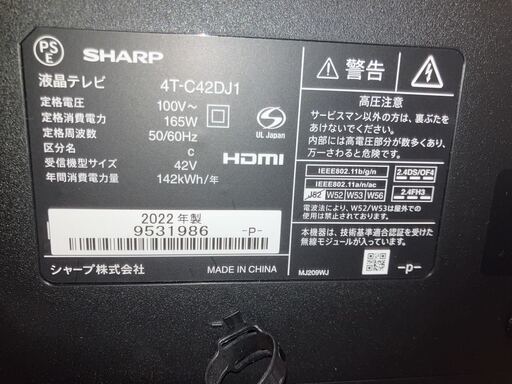 PS
E
SHARP
液晶テレビ 4T-C42DJ1
定格電圧 100V~
定格消費電力 165W
定格周波数 50/60Hz
区分名 c
受信機型サイズ 42V
年間消費電力量 142kWh/年
S
UL Japan
HDMI
2022 年製
9531986 -P-
シャープ株式会社 MADE IN CHINA
警告
高圧注意
サービスマン以外の方は、裏ぶたを
あけないでください。
内部には高電圧部分が数多くあり、
万一さわると危険です。
IEEE802.11b/g/n
IEEE802.11a/n/ac
J52 W52 W53 W56
2.4DS/OF4
2.4FH3
電波法により、W52/W53は屋外での
使用は禁止されています。
本機器は、技術基準適合認証を受けた
無線モジュールが入っています。
MJ209WJ -p-